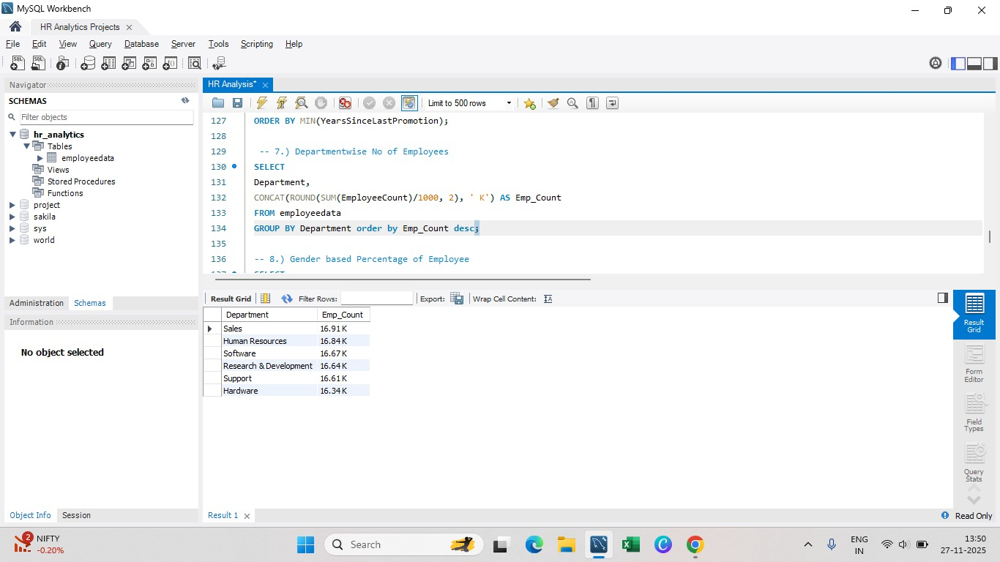 MySQL Workbench
HR Analytics Projects
File Edit View Query Database Server Tools Scripting Help
Navigator
SCHEMAS
Filter objects
hr_analytics
Tables
employeedata
Views
Stored Procedures
Functions
project
sakila
sys
world
Administration Schemas
Information
No object selected
Object Info Session
HR Analysis*
Limit to 500 rows
127 ORDER BY MIN(YearsSinceLastPromotion);
128
129 -- 7.) Departmentwise No of Employees
130 SELECT
131 Department,
132 CONCAT(ROUND(SUM(EmployeeCount)/1000, 2), ' K') AS Emp_Count
133 FROM employeedata
134 GROUP BY Department order by Emp_Count desc;
135
136 -- 8.) Gender based Percentage of Employee
137 SELECT
Result Grid Filter Rows: Export: Wrap Cell Content:
Department Emp_Count
Sales 16.91 K
Human Resources 16.84 K
Software 16.67 K
Research & Development 16.64 K
Support 16.61 K
Hardware 16.34 K
Result
Grid
Form
Editor
Field
Types
Query
Stats
Result 1
Read Only
2
NIFTY
-0.20%
Search
ENG
IN
13:50
27-11-2025